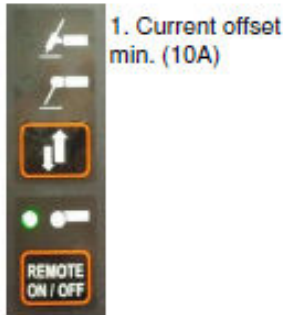 1. Current offset
min. (10A)
REMOTE
ON / OFF